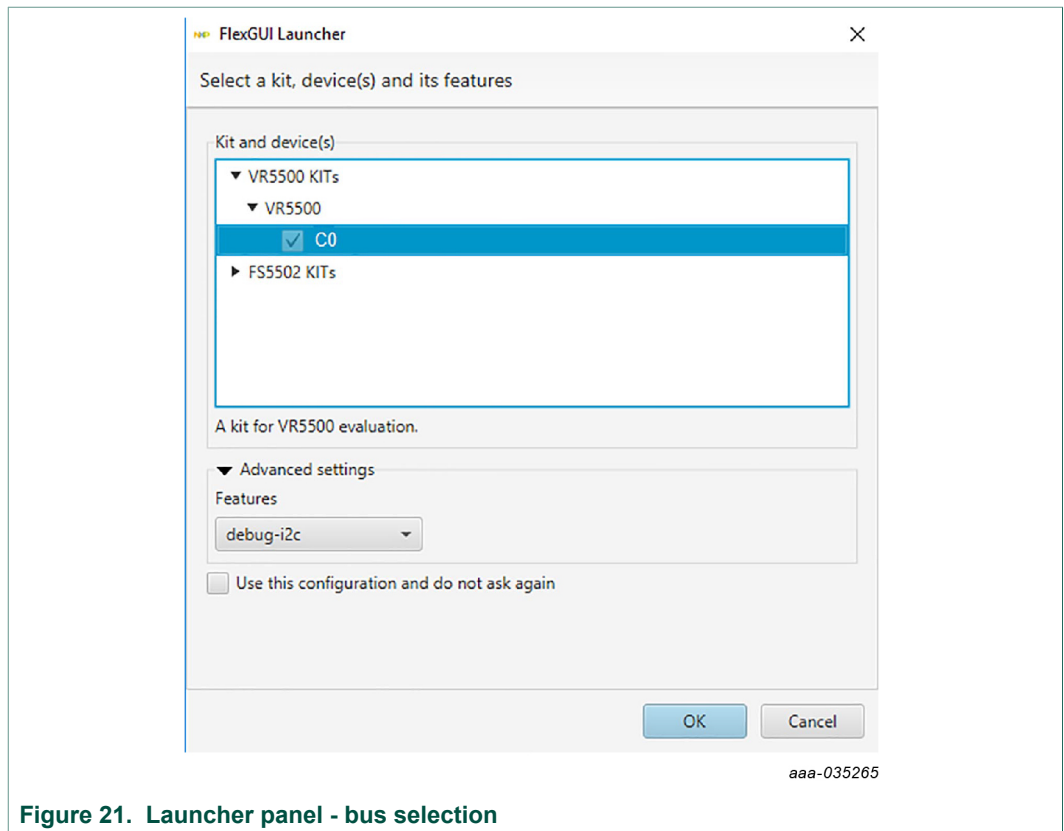 NXP FlexGUI Launcher
Select a kit, device(s) and its features
Kit and device(s)
VR5500 KITs
VR5500
C0
FS5502 KITs
A kit for VR5500 evaluation.
Advanced settings
Features
debug-i2c
Use this configuration and do not ask again
OK Cancel
aaa-035265
Figure 21. Launcher panel - bus selection